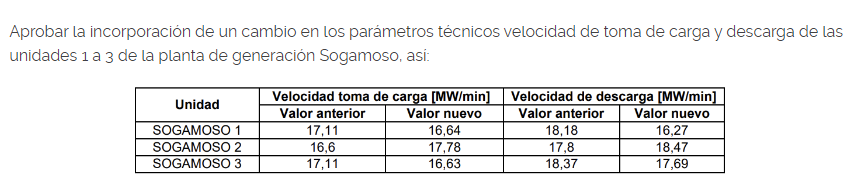 Aprobar la incorporación de un cambio en los parámetros técnicos velocidad de toma de carga y descarga de las
unidades 1 a 3 de la planta de generación Sogamoso, así:
Unidad Velocidad toma de carga [MW/min] Velocidad de descarga [MW/min]
Valor anterior Valor nuevo Valor anterior Valor nuevo
SOGAMOSO 1 17,11 16,64 18,18 16,27
SOGAMOSO 2 16,6 17,78 17,8 18,47
SOGAMOSO 3 17,11 16,63 18,37 17,69